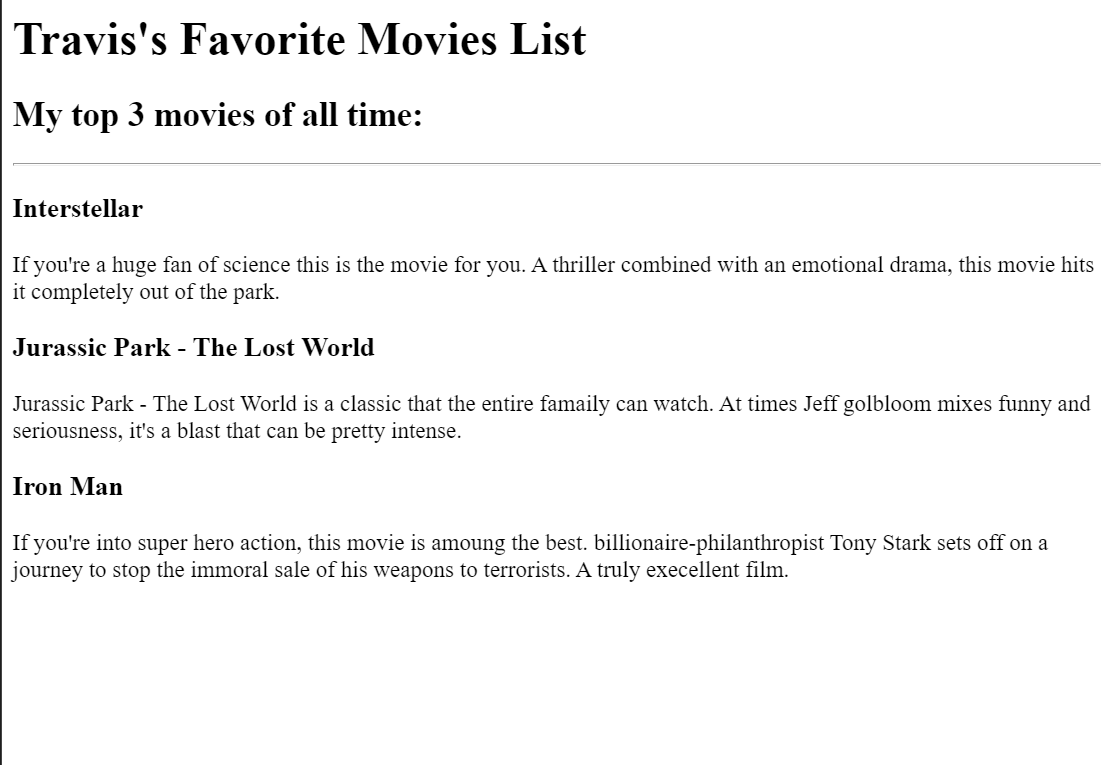 Travis's Favorite Movies List
My top 3 movies of all time:
Interstellar
If you're a huge fan of science this is the movie for you. A thriller combined with an emotional drama, this movie hits
it completely out of the park.
Jurassic Park - The Lost World
Jurassic Park - The Lost World is a classic that the entire famaily can watch. At times Jeff golbloom mixes funny and
seriousness, it's a blast that can be pretty intense.
Iron Man
If you're into super hero action, this movie is amoung the best. billionaire-philanthropist Tony Stark sets off on a
journey to stop the immoral sale of his weapons to terrorists. A truly execellent film.